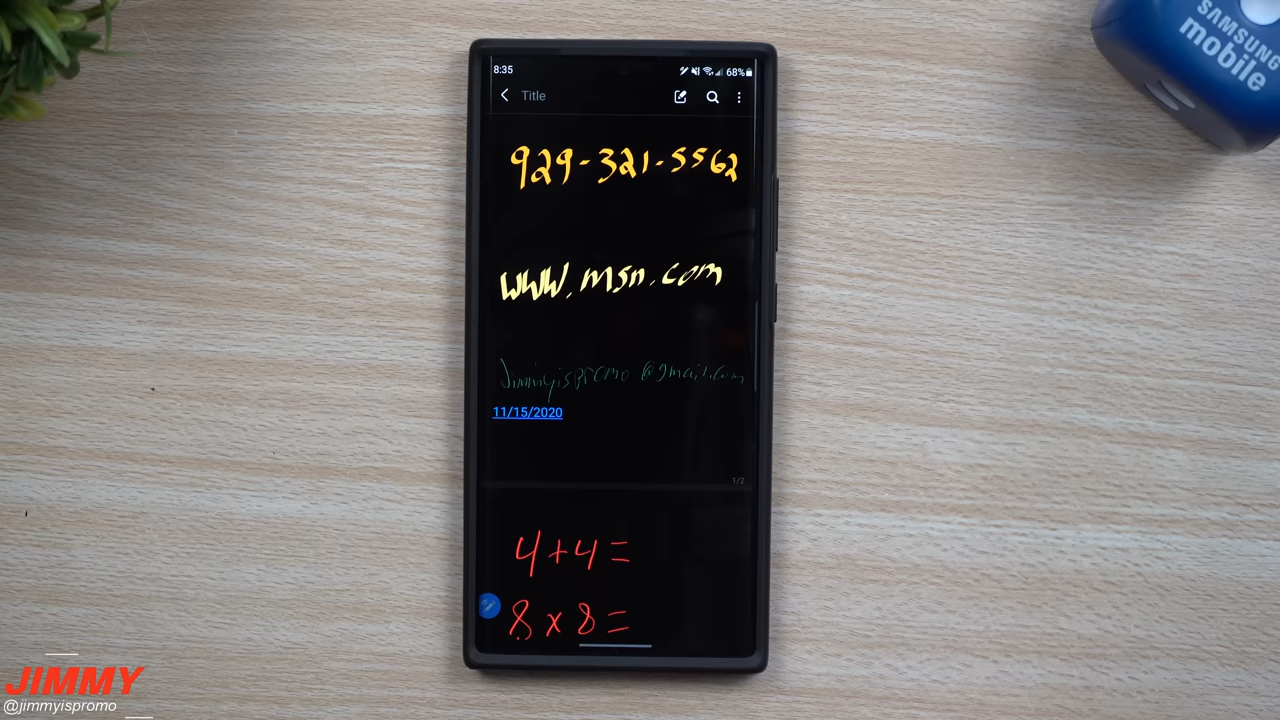 SAMSUNG
mobile
8:35
68%
Title
929-321-5562
www.msn.com
Jimmyispromo@gmail.com
11/15/2020
1/2
4+4=
8x8=
JIMMY
@jimmyispromo